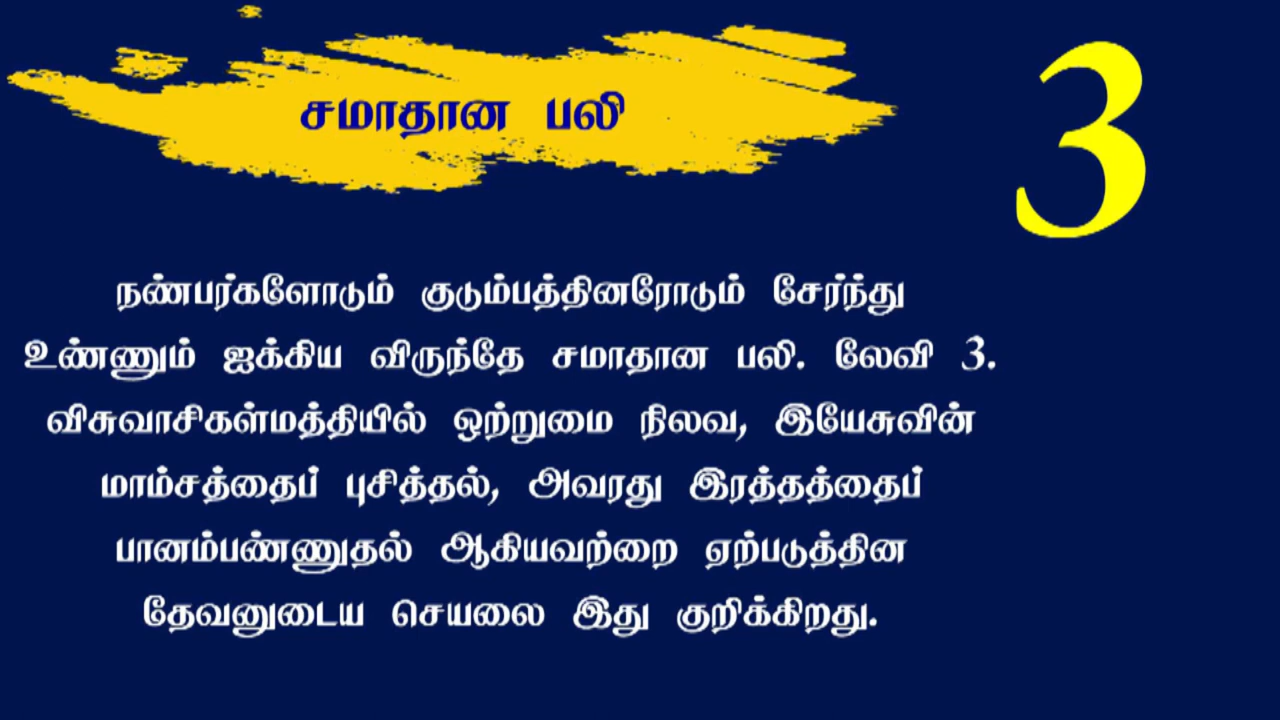 சமாதான பலி
3
நண்பர்களோடும் குடும்பத்தினரோடும் சேர்ந்து
உண்ணும் ஐக்கிய விருந்தே சமாதான பலி. லேவி 3.
விசுவாசிகள்மத்தியில் ஒற்றுமை நிலவ, இயேசுவின்
மாம்சத்தைப் புசித்தல், அவரது இரத்தத்தைப்
பானம்பண்ணுதல் ஆகியவற்றை ஏற்படுத்தின
தேவனுடைய செயலை இது குறிக்கிறது.